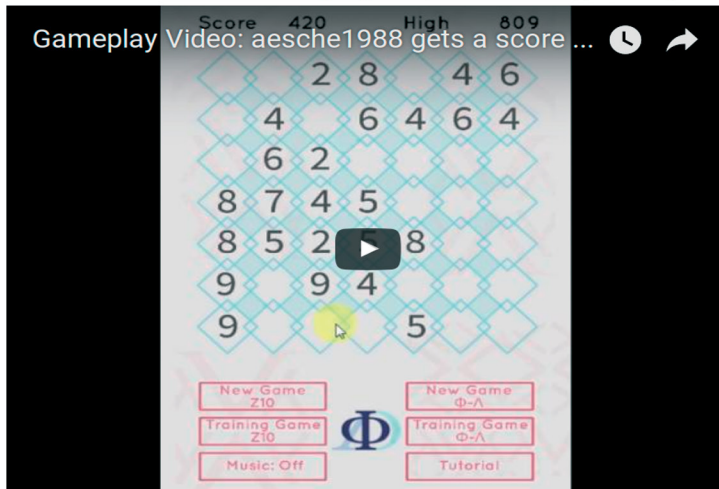 Score 420 High 809
Gameplay Video: aesche1988 gets a score ...
2 8 4 6
4 6 4 6 4
6 2
8 7 4 5
8 5 2 5 8
9 9 4
9 5
New Game
Z10
New Game
Φ-Λ
Training Game
Z10
Φ
Training Game
Φ-Λ
Music: Off
Tutorial